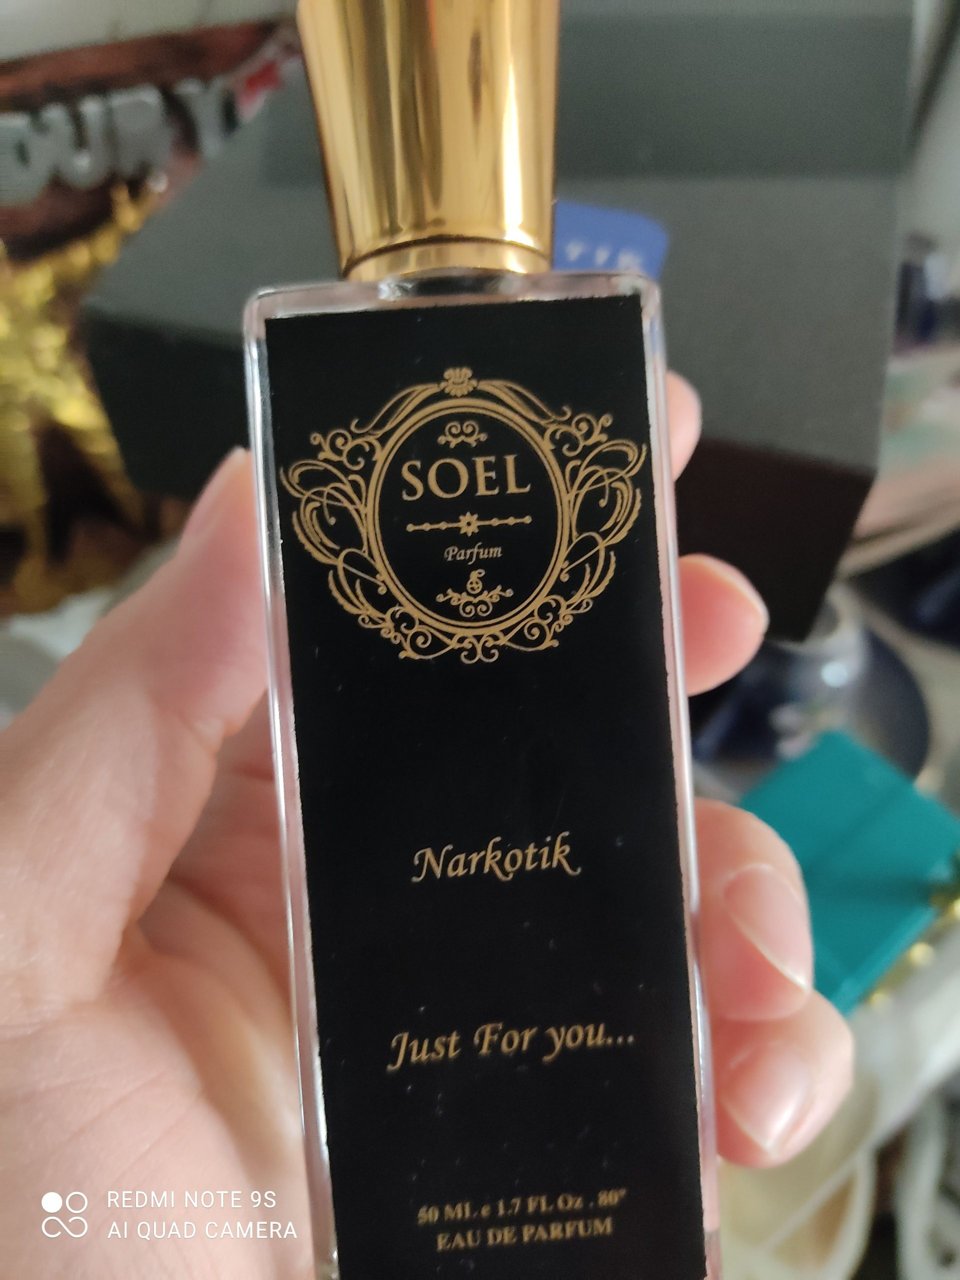 SOEL
Parfum
Narkotik
Just For you...
50 ML e 1.7 FL Oz . 80°
EAU DE PARFUM
REDMI NOTE 9S
AI QUAD CAMERA